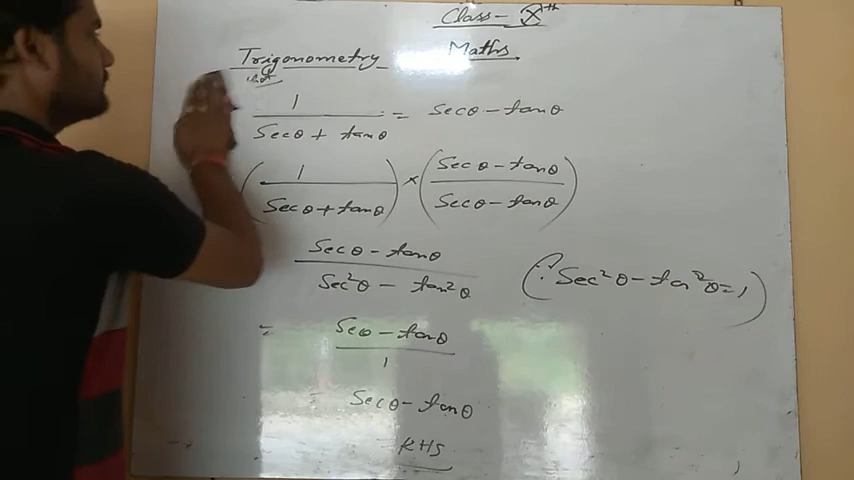 Class - Xth
Trigonometry Maths
1 / (Secθ + tanθ) = Secθ - tanθ
(1 / (Secθ + tanθ)) × ((Secθ - tanθ) / (Secθ - tanθ))
(Secθ - tanθ) / (Sec²θ - tan²θ) (∵ Sec²θ - tan²θ = 1)
= (Secθ - tanθ) / 1
= Secθ - tanθ
= RHS